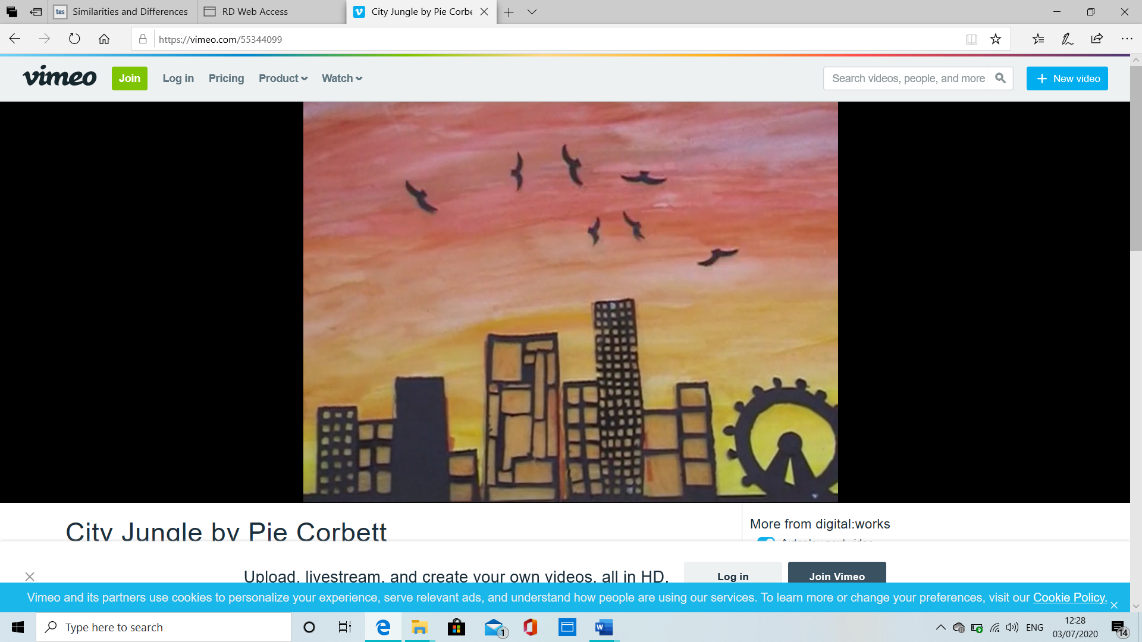 tes Similarities and Differences RD Web Access City Jungle by Pie Corbe
https://vimeo.com/55344099
vimeo Join Log in Pricing Product Watch Search videos, people, and more + New video
City Jungle by Pie Corbett
More from digital:works
Upload, livestream, and create your own videos, all in HD. Log in Join Vimeo
Vimeo and its partners use cookies to personalize your experience, serve relevant ads, and understand how people are using our services. To learn more or change your preferences, visit our Cookie Policy.
Type here to search 1 ENG 12:28
03/07/2020 14